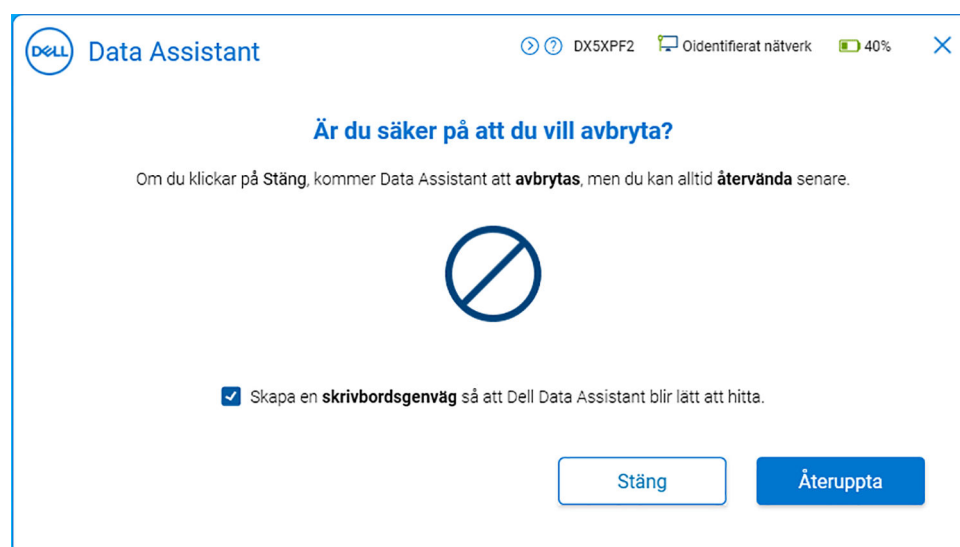 DELL Data Assistant DX5XPF2 Oidentifierat nätverk 40%
Är du säker på att du vill avbryta?
Om du klickar på Stäng, kommer Data Assistant att avbrytas, men du kan alltid återvända senare.
Skapa en skrivbordsgenväg så att Dell Data Assistant blir lätt att hitta.
Stäng Återuppta